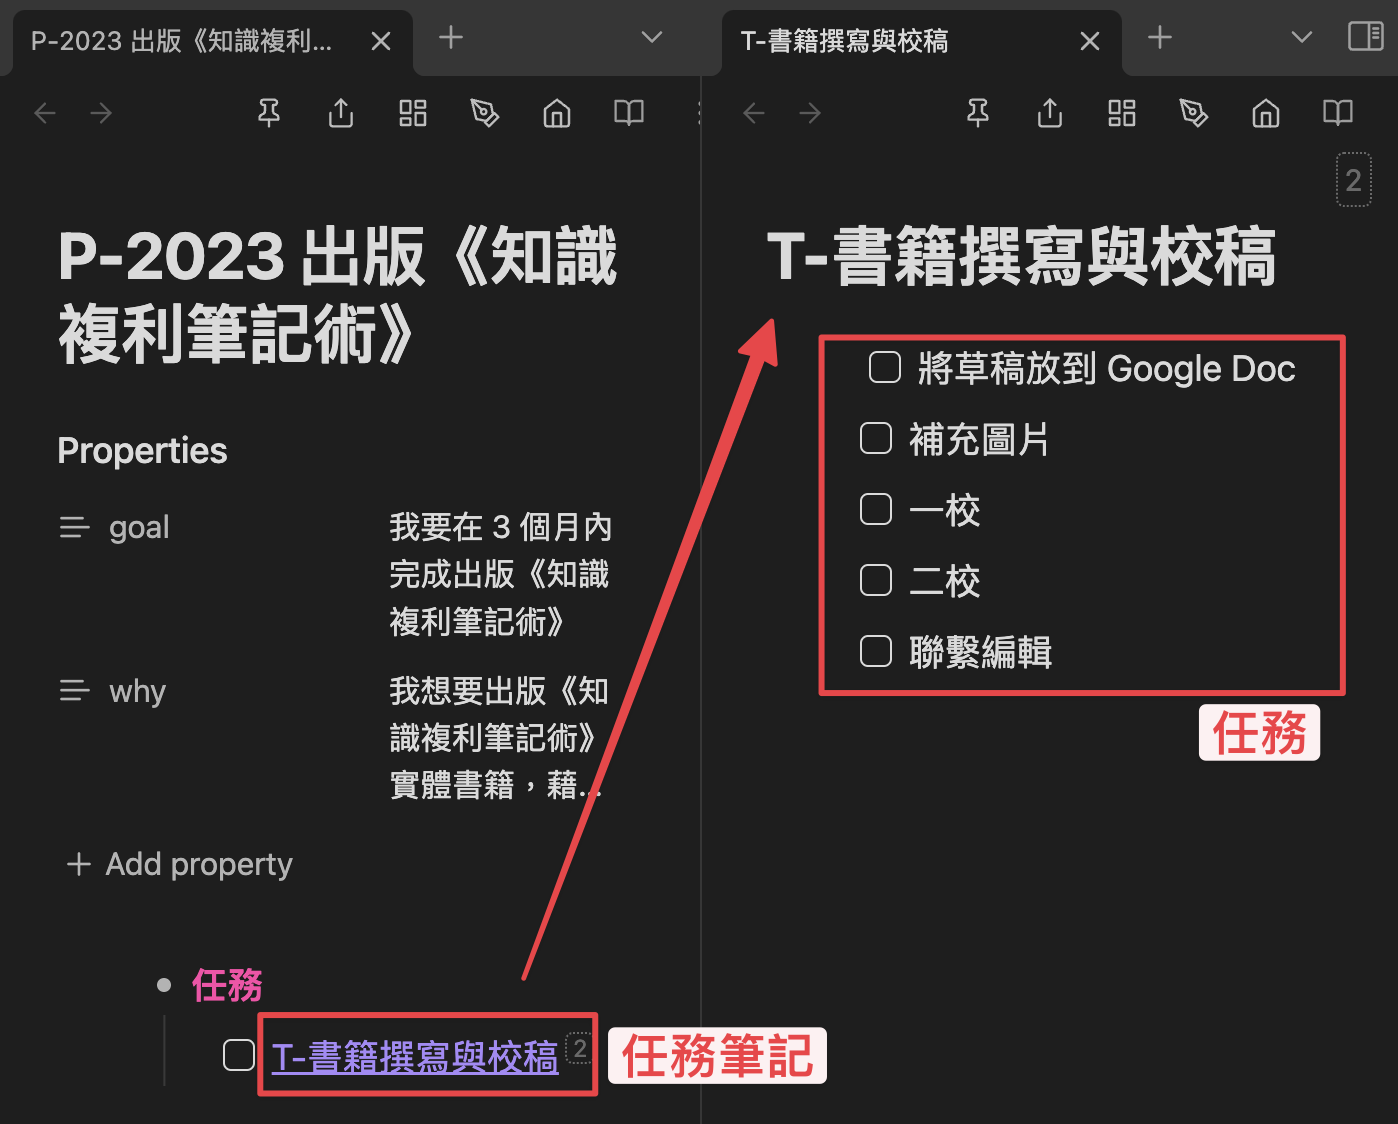 P-2023 出版《知識複利...
T-書籍撰寫與校稿
2
P-2023 出版《知識
複利筆記術》
Properties
goal
我要在 3 個月內
完成出版《知識
複利筆記術》
why
我想要出版《知
識複利筆記術》
實體書籍，藉...
Add property
任務
T-書籍撰寫與校稿 2
任務筆記
T-書籍撰寫與校稿
將草稿放到 Google Doc
補充圖片
一校
二校
聯繫編輯
任務